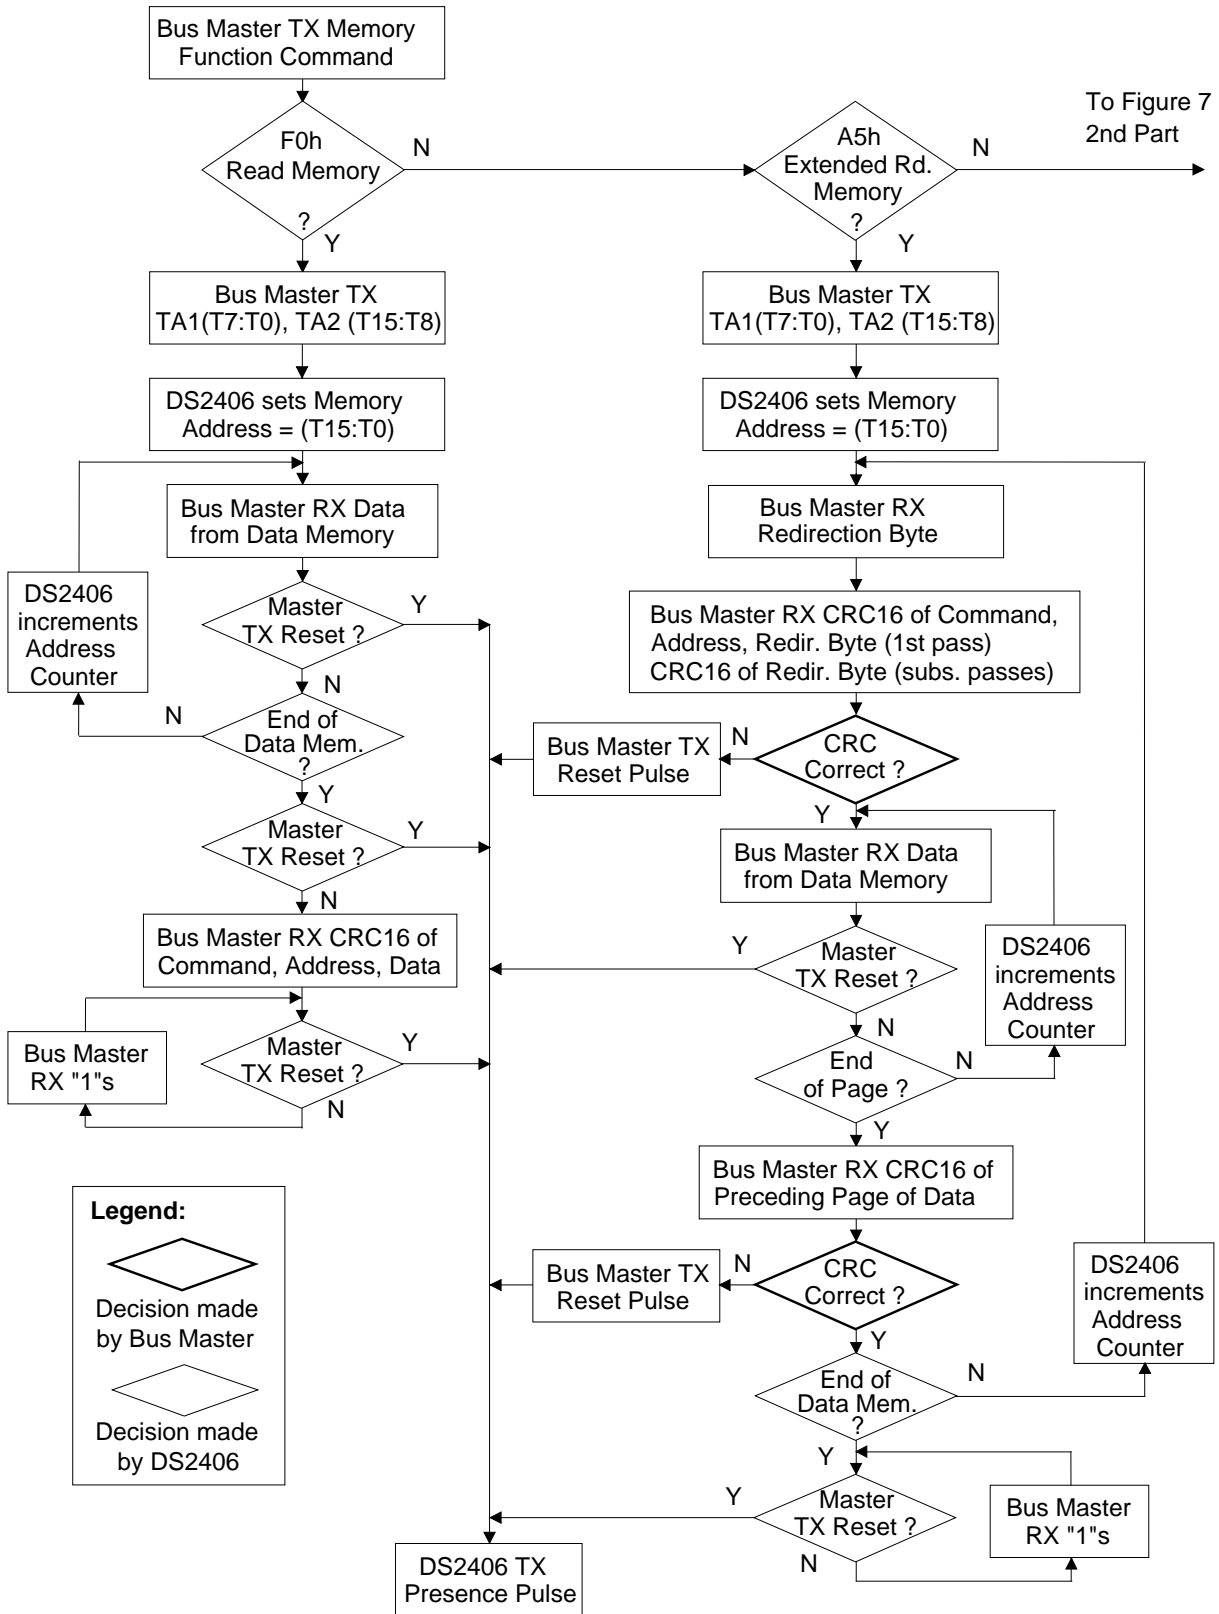 Bus Master TX Memory
Function Command
F0h
Read Memory
?
N
Y
A5h
Extended Rd.
Memory
?
N
Y
To Figure 7
2nd Part
Bus Master TX
TA1(T7:T0), TA2 (T15:T8)
DS2406 sets Memory
Address = (T15:T0)
Bus Master RX Data
from Data Memory
DS2406
increments
Address
Counter
Master
TX Reset ?
Y
N
End of
Data Mem.
?
N
Y
Master
TX Reset ?
Y
N
Bus Master RX CRC16 of
Command, Address, Data
Bus Master
RX "1"s
Master
TX Reset ?
Y
N
Bus Master TX
TA1(T7:T0), TA2 (T15:T8)
DS2406 sets Memory
Address = (T15:T0)
Bus Master RX
Redirection Byte
Bus Master RX CRC16 of Command,
Address, Redir. Byte (1st pass)
CRC16 of Redir. Byte (subs. passes)
Bus Master TX
Reset Pulse
N
CRC
Correct ?
Y
Bus Master RX Data
from Data Memory
Y
Master
TX Reset ?
N
DS2406
increments
Address
Counter
End
of Page ?
N
Y
Bus Master RX CRC16 of
Preceding Page of Data
Bus Master TX
Reset Pulse
N
CRC
Correct ?
Y
DS2406
increments
Address
Counter
End of
Data Mem.
?
N
Y
Y
Master
TX Reset ?
N
Bus Master
RX "1"s
DS2406 TX
Presence Pulse
Legend:
Decision made
by Bus Master
Decision made
by DS2406